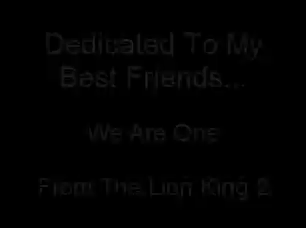 Dedicated To My
Best Friends...
We Are One
From The Lion King 2